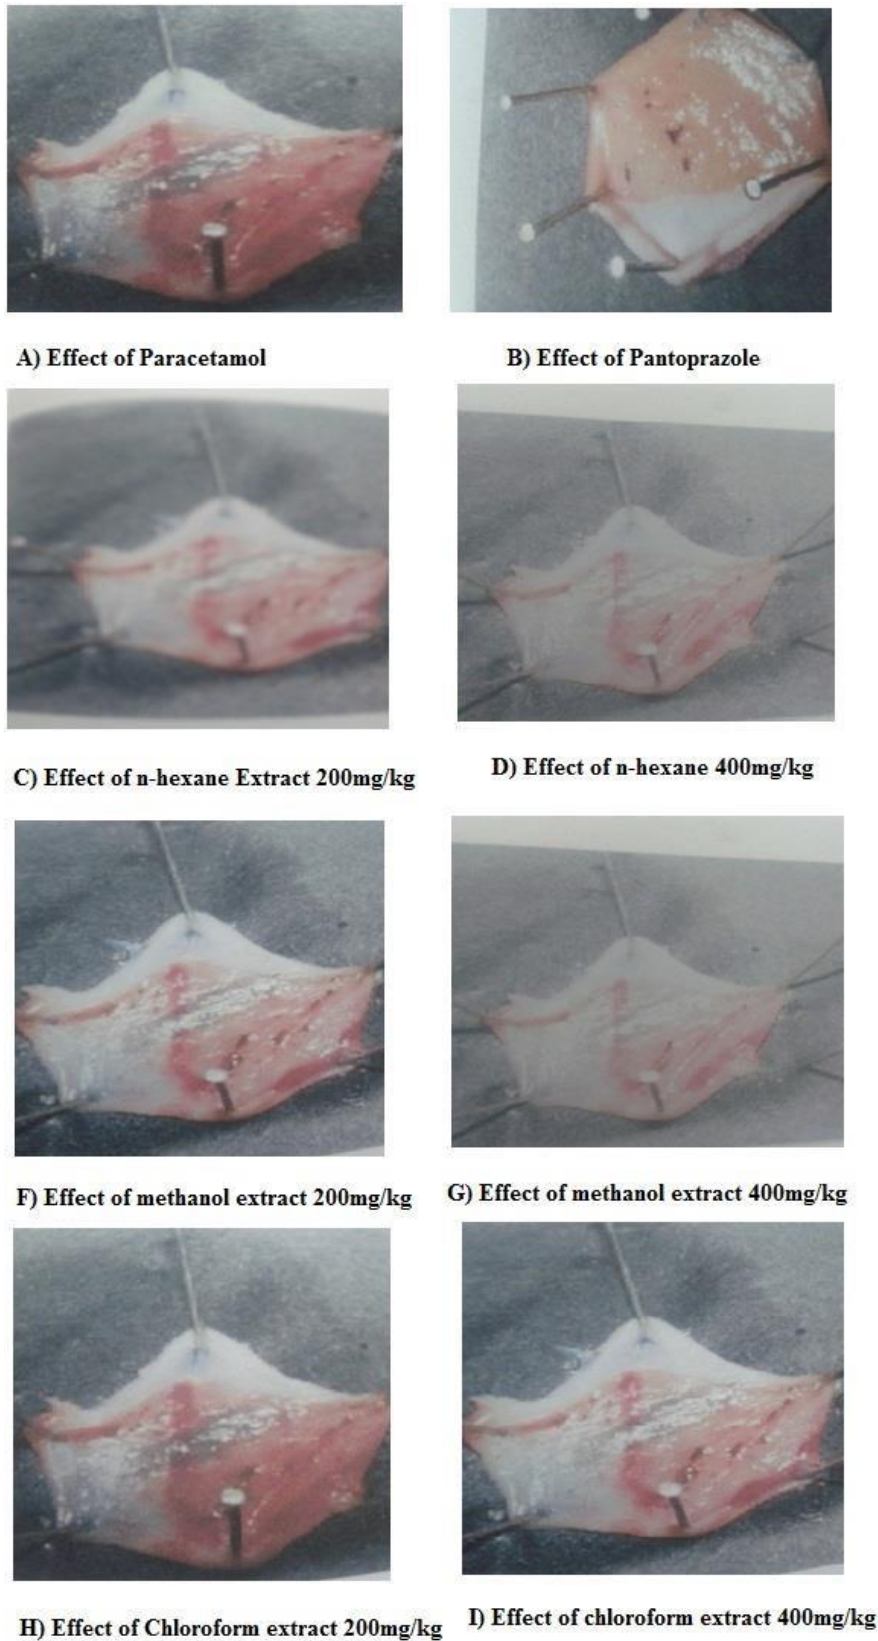 A) Effect of Paracetamol
B) Effect of Pantoprazole
C) Effect of n-hexane Extract 200mg/kg
D) Effect of n-hexane 400mg/kg
F) Effect of methanol extract 200mg/kg
G) Effect of methanol extract 400mg/kg
H) Effect of Chloroform extract 200mg/kg
I) Effect of chloroform extract 400mg/kg